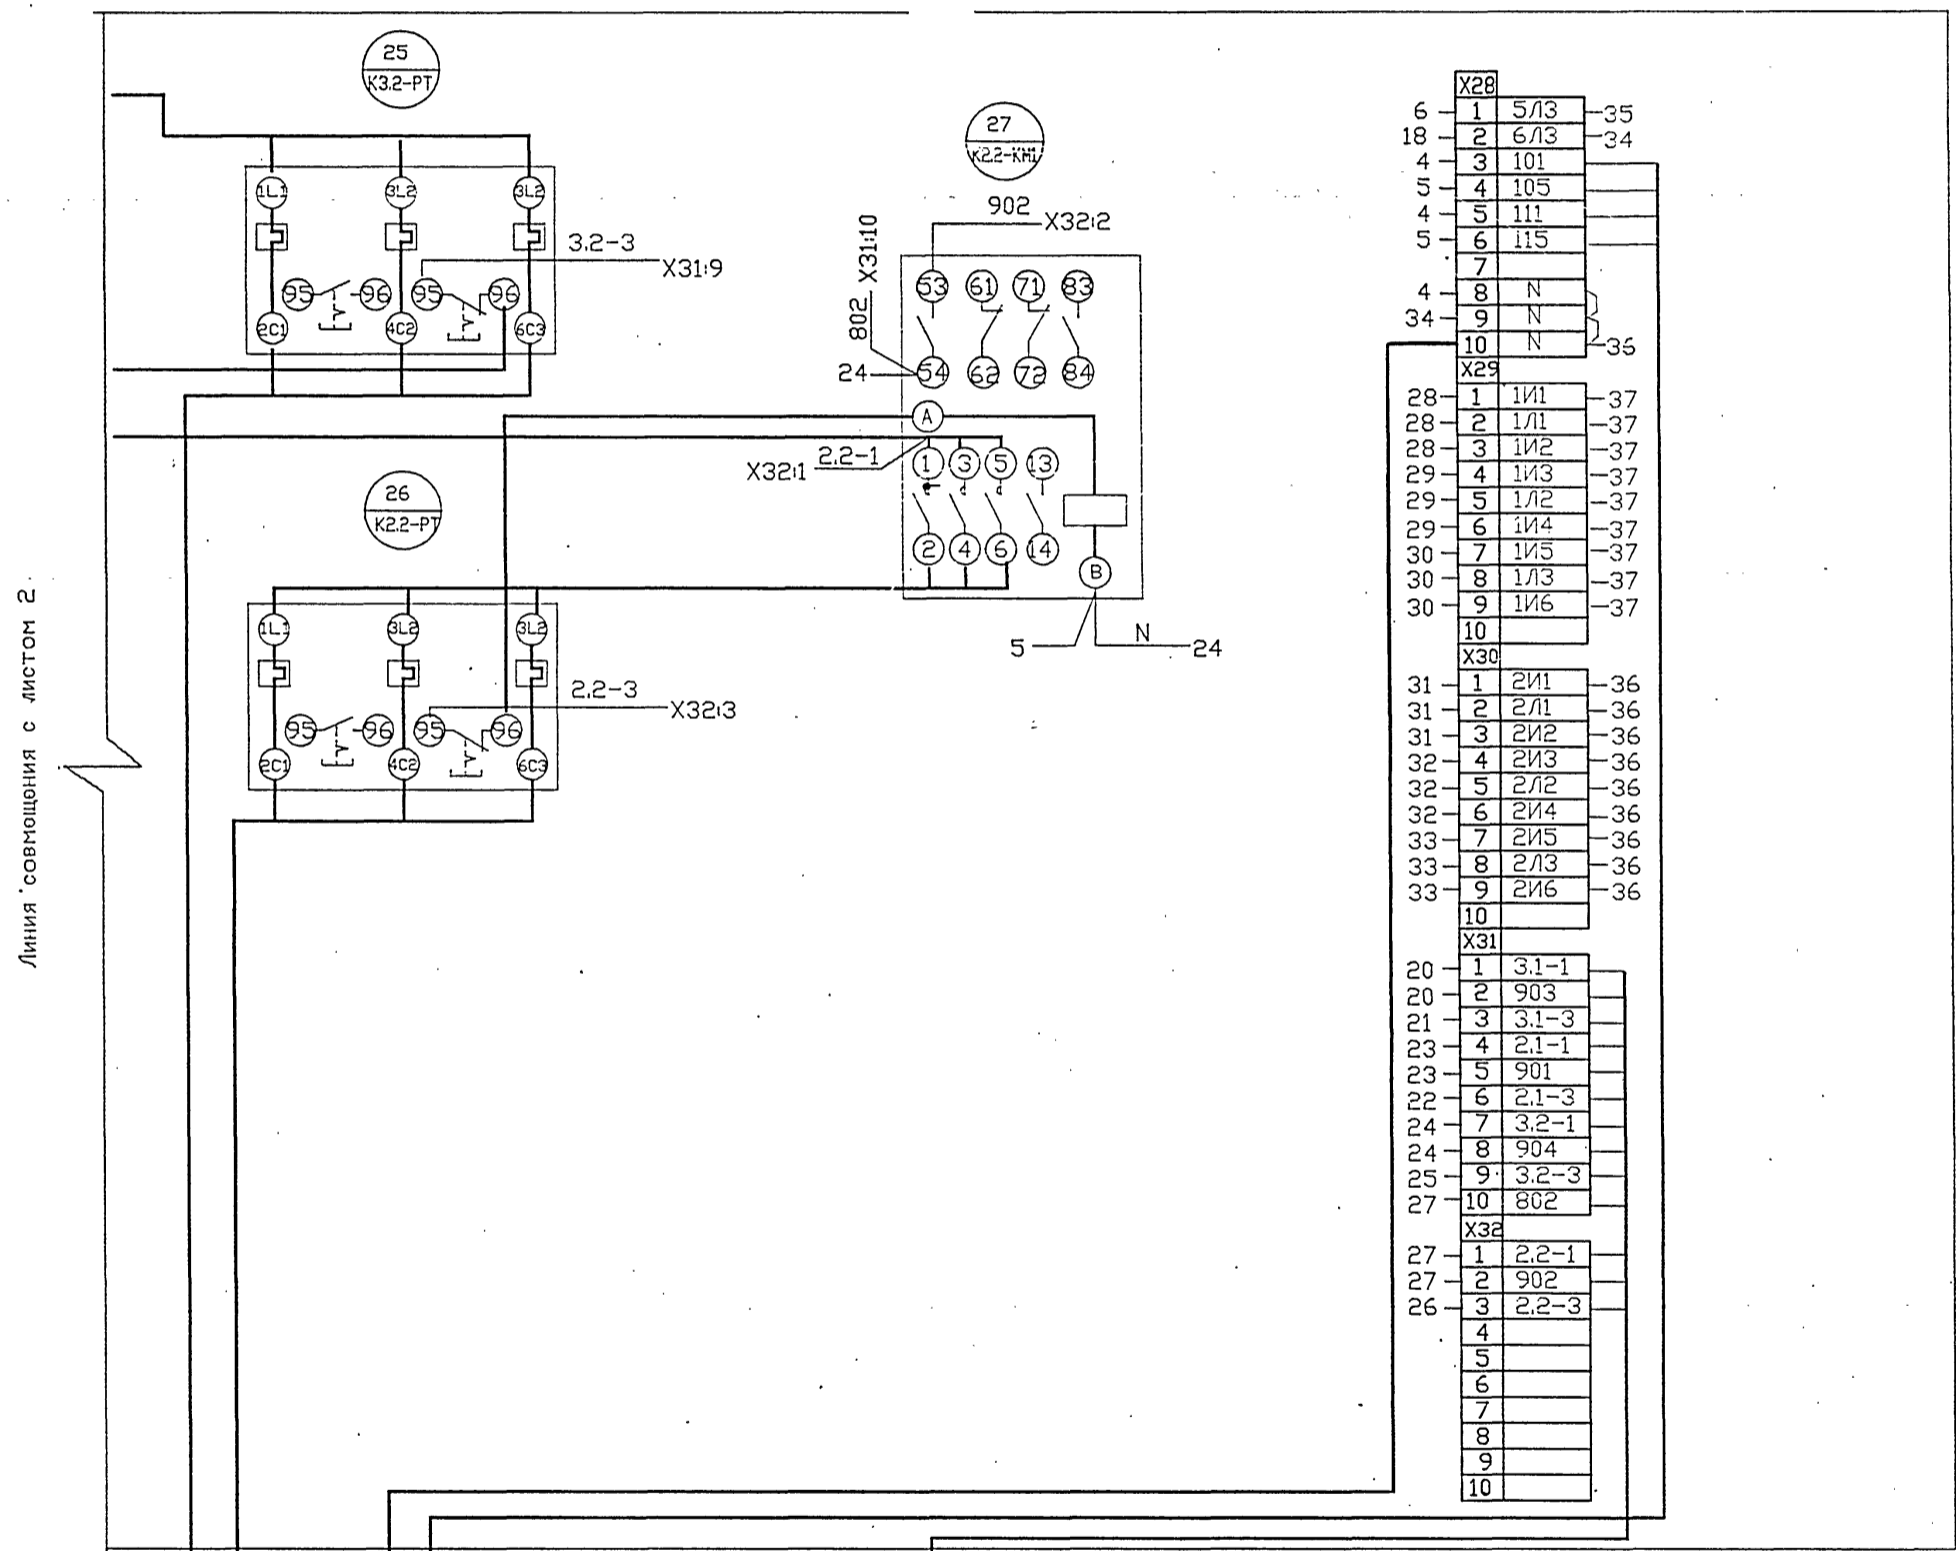 Линия совмощония с листом 2.
25
К3.2-РТ
1L1
3L2
3L2
3.2-3
X31:9
95
96
95
96
2C1
4C2
6C3
26
К2.2-РТ
1L1
3L2
3L2
2.2-3
X32:3
95
96
95
96
2C1
4C2
6C3
27
К2.2-КМ1
902
X32:2
802 X31:10
53
61
71
83
24
54
62
72
84
A
X32:1
2.2-1
1
3
5
13
2
4
6
14
B
5
N
24
X28
6 1 5Л3 35
18 2 6Л3 34
4 3 101
5 4 105
4 5 111
5 6 115
7
4 8 N
34 9 N
10 N 35
X29
28 1 1И1 37
28 2 1Л1 37
28 3 1И2 37
29 4 1И3 37
29 5 1Л2 37
29 6 1И4 37
30 7 1И5 37
30 8 1Л3 37
30 9 1И6 37
10
X30
31 1 2И1 36
31 2 2Л1 36
31 3 2И2 36
32 4 2И3 36
32 5 2Л2 36
32 6 2И4 36
33 7 2И5 36
33 8 2Л3 36
33 9 2И6 36
10
X31
20 1 3.1-1
20 2 903
21 3 3.1-3
23 4 2.1-1
23 5 901
22 6 2.1-3
24 7 3.2-1
24 8 904
25 9 3.2-3
27 10 802
X32
27 1 2.2-1
27 2 902
26 3 2.2-3
4
5
6
7
8
9
10